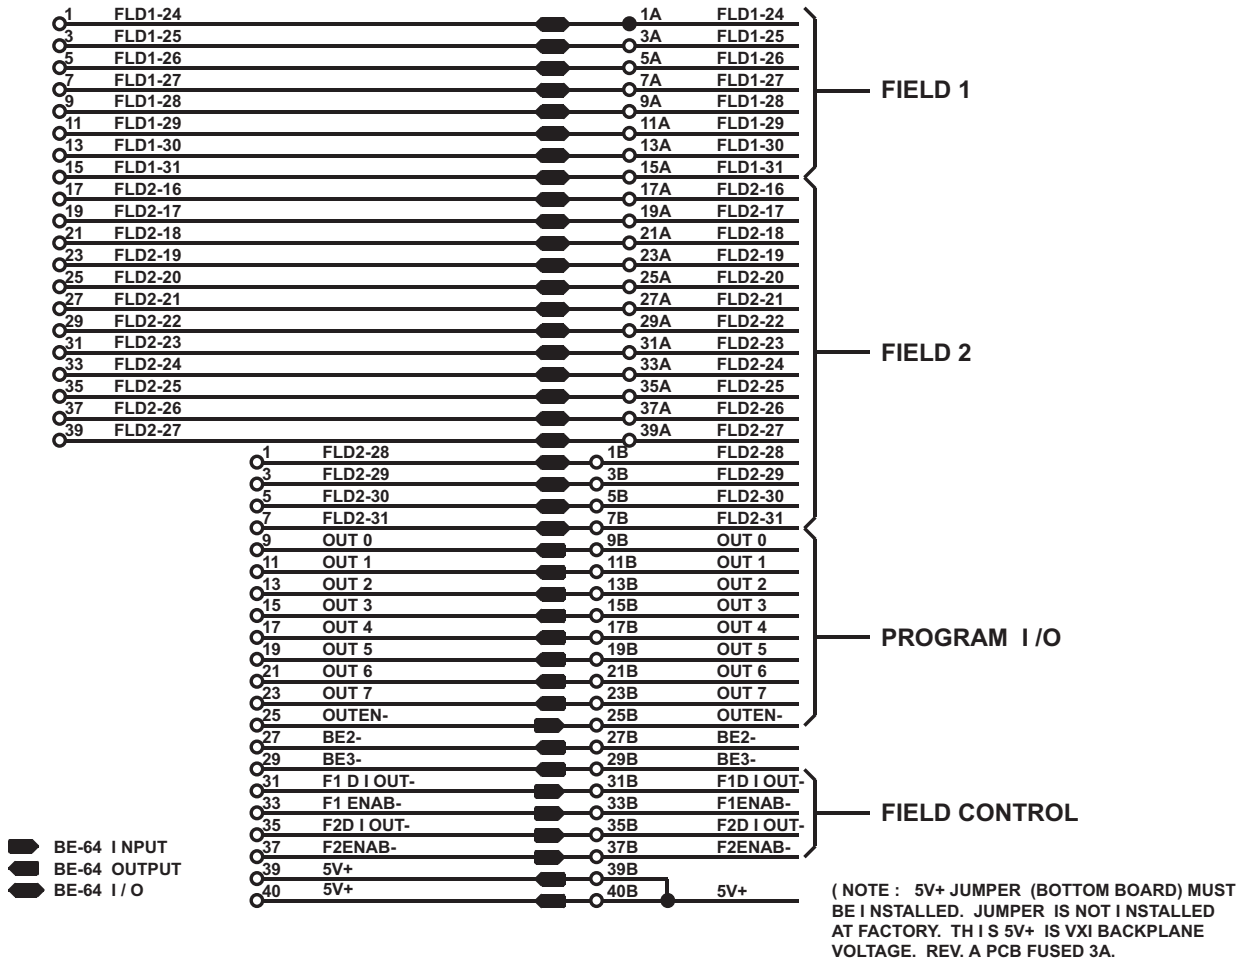 1 FLD1-24 1A FLD1-24
3 FLD1-25 3A FLD1-25
5 FLD1-26 5A FLD1-26
7 FLD1-27 7A FLD1-27
9 FLD1-28 9A FLD1-28
FIELD 1
11 FLD1-29 11A FLD1-29
13 FLD1-30 13A FLD1-30
15 FLD1-31 15A FLD1-31
17 FLD2-16 17A FLD2-16
19 FLD2-17 19A FLD2-17
21 FLD2-18 21A FLD2-18
23 FLD2-19 23A FLD2-19
25 FLD2-20 25A FLD2-20
27 FLD2-21 27A FLD2-21
29 FLD2-22 29A FLD2-22
31 FLD2-23 31A FLD2-23
FIELD 2
33 FLD2-24 33A FLD2-24
35 FLD2-25 35A FLD2-25
37 FLD2-26 37A FLD2-26
39 FLD2-27 39A FLD2-27
1 FLD2-28 1B FLD2-28
3 FLD2-29 3B FLD2-29
5 FLD2-30 5B FLD2-30
7 FLD2-31 7B FLD2-31
9 OUT 0 9B OUT 0
11 OUT 1 11B OUT 1
13 OUT 2 13B OUT 2
15 OUT 3 15B OUT 3
17 OUT 4 17B OUT 4
PROGRAM I /O
19 OUT 5 19B OUT 5
21 OUT 6 21B OUT 6
23 OUT 7 23B OUT 7
25 OUTEN- 25B OUTEN-
27 BE2- 27B BE2-
29 BE3- 29B BE3-
31 F1 D I OUT- 31B F1D I OUT-
33 F1 ENAB- 33B F1ENAB-
FIELD CONTROL
35 F2D I OUT- 35B F2D I OUT-
37 F2ENAB- 37B F2ENAB-
39 5V+ 39B
40 5V+ 40B 5V+
BE-64 I NPUT
BE-64 OUTPUT
BE-64 I / O
( NOTE : 5V+ JUMPER (BOTTOM BOARD) MUST
BE I NSTALLED. JUMPER IS NOT I NSTALLED
AT FACTORY. TH I S 5V+ IS VXI BACKPLANE
VOLTAGE. REV. A PCB FUSED 3A.